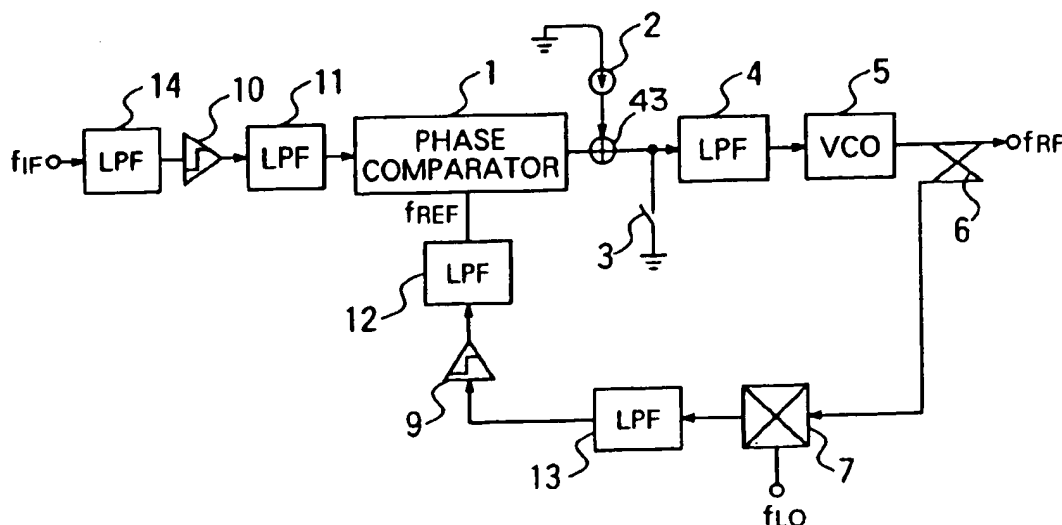 2
14
10
11
1
43
4
5
fIF
LPF
LPF
PHASE
COMPARATOR
LPF
VCO
fRF
6
fREF
3
12
LPF
9
LPF
13
7
fLO